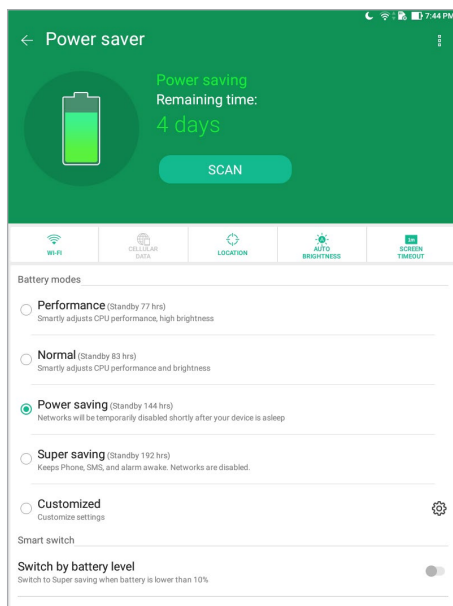 7:44 PM
Power saver
Power saving
Remaining time:
4 days
SCAN
WI-FI
CELLULAR
DATA
LOCATION
A
AUTO
BRIGHTNESS
1m
SCREEN
TIMEOUT
Battery modes
Performance (Standby 77 hrs)
Smartly adjusts CPU performance, high brightness
Normal (Standby 83 hrs)
Smartly adjusts CPU performance and brightness
Power saving (Standby 144 hrs)
Networks will be temporarily disabled shortly after your device is asleep
Super saving (Standby 192 hrs)
Keeps Phone, SMS, and alarm awake. Networks are disabled.
Customized
Customize settings
Smart switch
Switch by battery level
Switch to Super saving when battery is lower than 10%